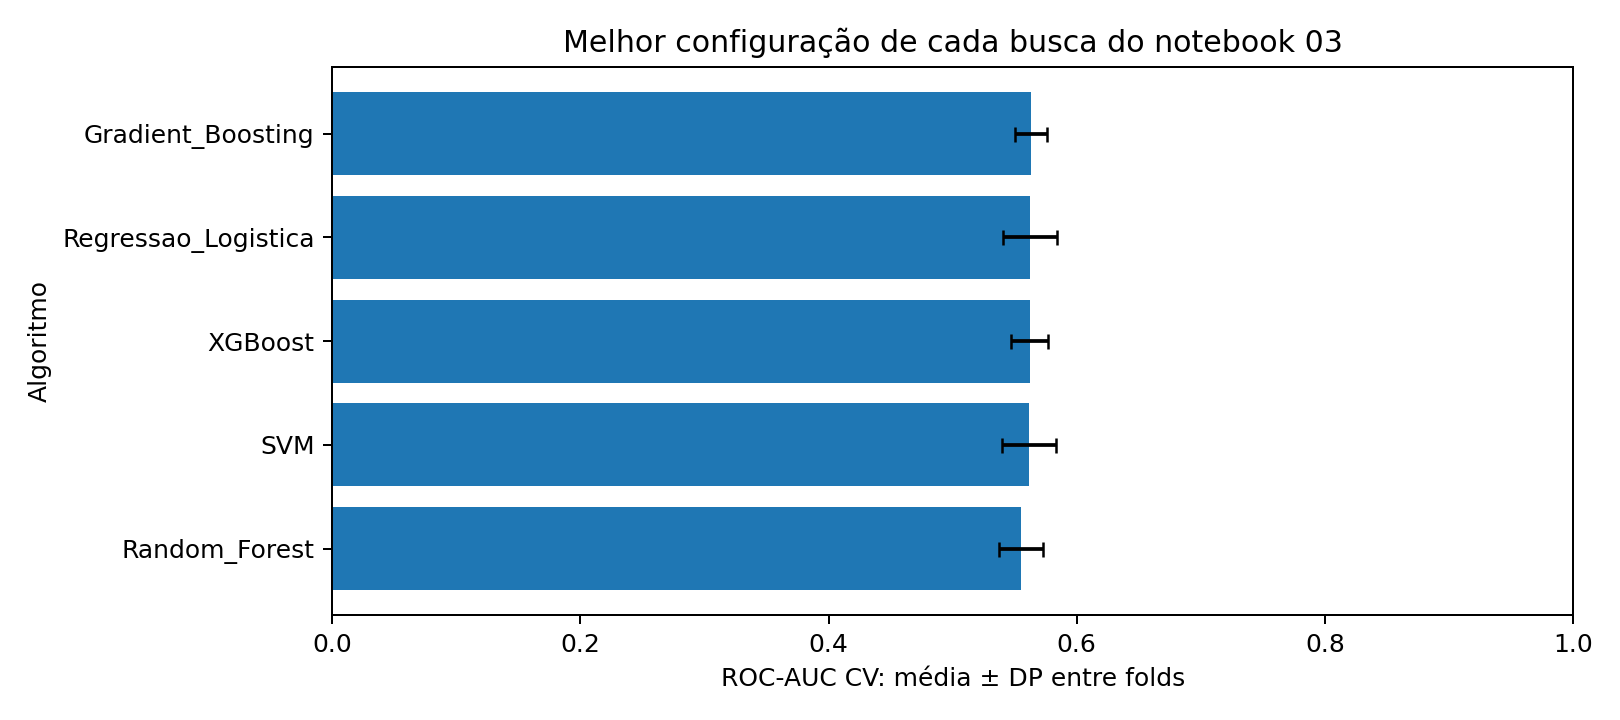 Melhor configuração de cada busca do notebook 03
Algoritmo
Gradient_Boosting
Regressao_Logistica
XGBoost
SVM
Random_Forest
0.0 0.2 0.4 0.6 0.8 1.0
ROC-AUC CV: média ± DP entre folds